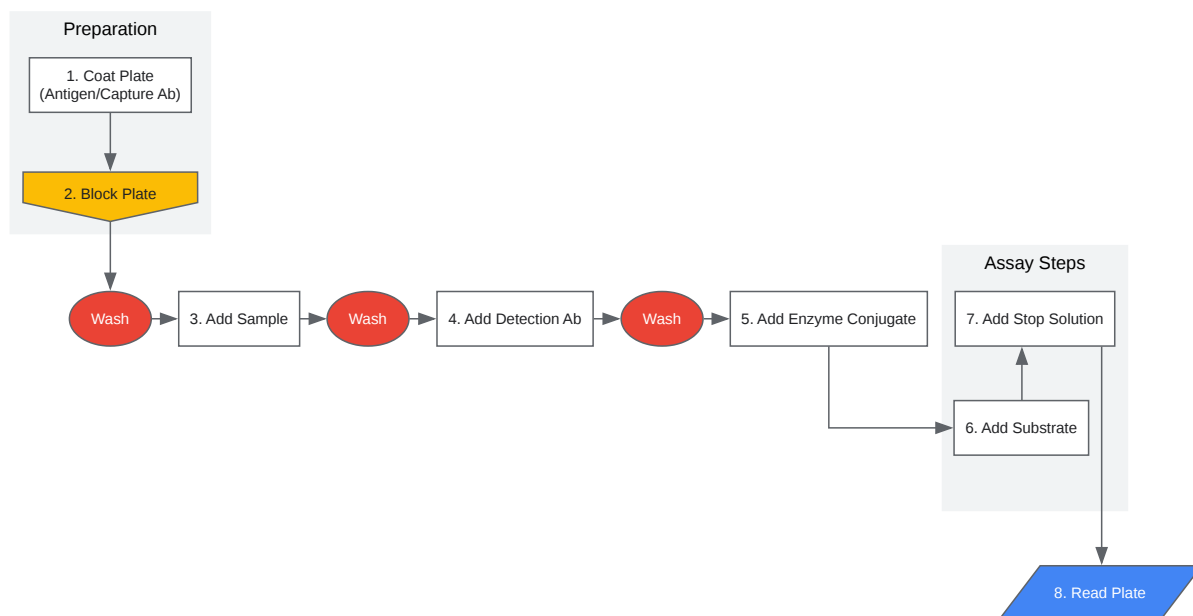 Preparation
1. Coat Plate
(Antigen/Capture Ab)
2. Block Plate
Wash
3. Add Sample
Wash
4. Add Detection Ab
Wash
5. Add Enzyme Conjugate
Assay Steps
7. Add Stop Solution
6. Add Substrate
8. Read Plate